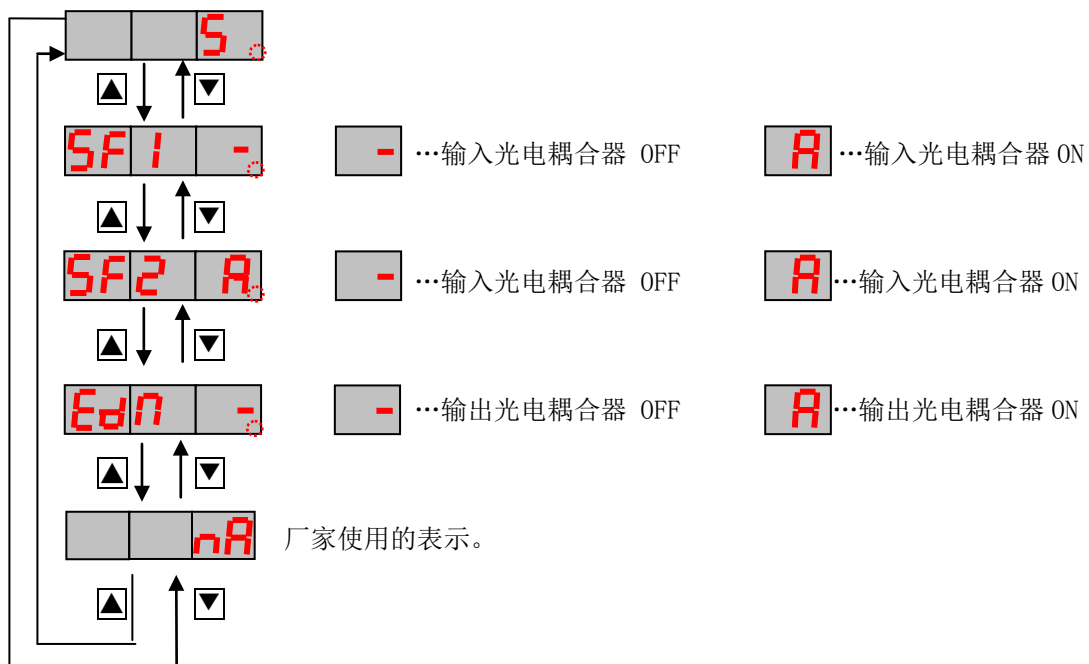 5
▲ ▼
SF1 -
- …输入光电耦合器 OFF
A …输入光电耦合器 ON
▲ ▼
SF2 A
- …输入光电耦合器 OFF
A …输入光电耦合器 ON
▲ ▼
Edn -
- …输出光电耦合器 OFF
A …输出光电耦合器 ON
▲ ▼
nA
厂家使用的表示。
▲ ▼